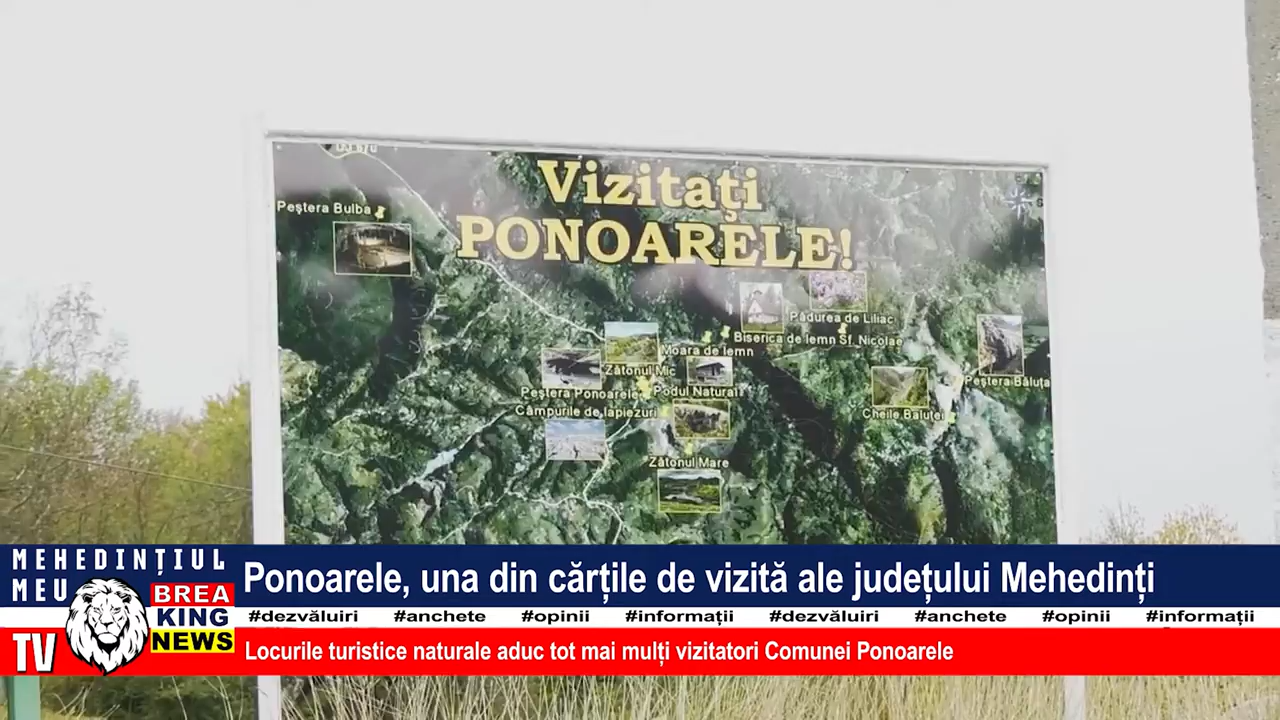 Vizitați
PONOARELE!
Peștera Bulba
S
Pădurea de Liliac
Biserica de lemn Sf. Nicolae
Moara de lemn
Zătonul Mic
Peștera Ponoarele
Podul Natural
Câmpurile de lapiezuri
Peștera Băluța
Cheile Băluței
Zătonul Mare
MEHEDINȚIUL
MEU
TV
BREA
KING
NEWS
Ponoarele, una din cărțile de vizită ale județului Mehedinți
#dezvăluiri #anchete #opinii #informații #dezvăluiri #anchete #opinii #informații
Locurile turistice naturale aduc tot mai mulți vizitatori Comunei Ponoarele